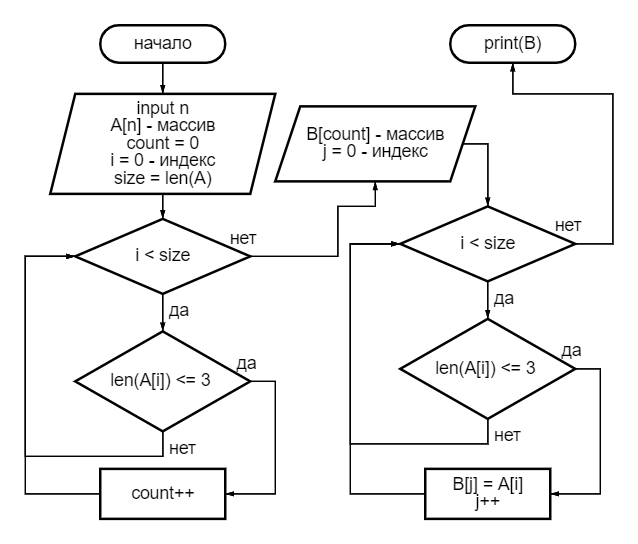 начало
input n
A[n] - массив
count = 0
i = 0 - индекс
size = len(A)
i < size
нет
да
len(A[i]) <= 3
да
нет
count++
print(B)
B[count] - массив
j = 0 - индекс
i < size
нет
да
len(A[i]) <= 3
да
нет
B[j] = A[i]
j++